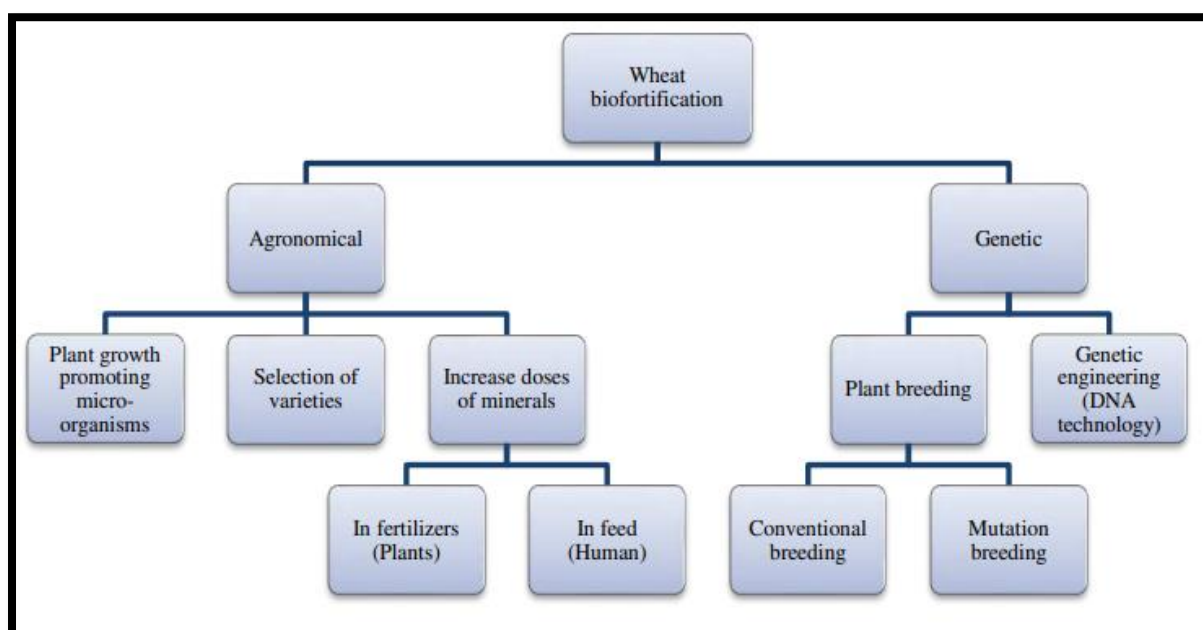 Wheat
biofortification
Agronomical
Genetic
Plant growth
promoting
micro-
organisms
Selection of
varieties
Increase doses
of minerals
Plant breeding
Genetic
engineering
(DNA
technology)
In fertilizers
(Plants)
In feed
(Human)
Conventional
breeding
Mutation
breeding